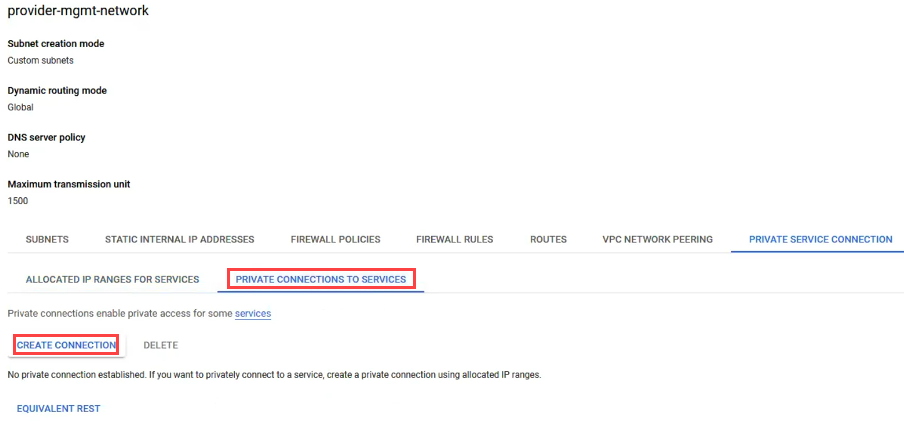 provider-mgmt-network
Subnet creation mode
Custom subnets
Dynamic routing mode
Global
DNS server policy
None
Maximum transmission unit
1500
SUBNETS STATIC INTERNAL IP ADDRESSES FIREWALL POLICIES FIREWALL RULES ROUTES VPC NETWORK PEERING PRIVATE SERVICE CONNECTION
ALLOCATED IP RANGES FOR SERVICES PRIVATE CONNECTIONS TO SERVICES
Private connections enable private access for some services
CREATE CONNECTION DELETE
No private connection established. If you want to privately connect to a service, create a private connection using allocated IP ranges.
EQUIVALENT REST